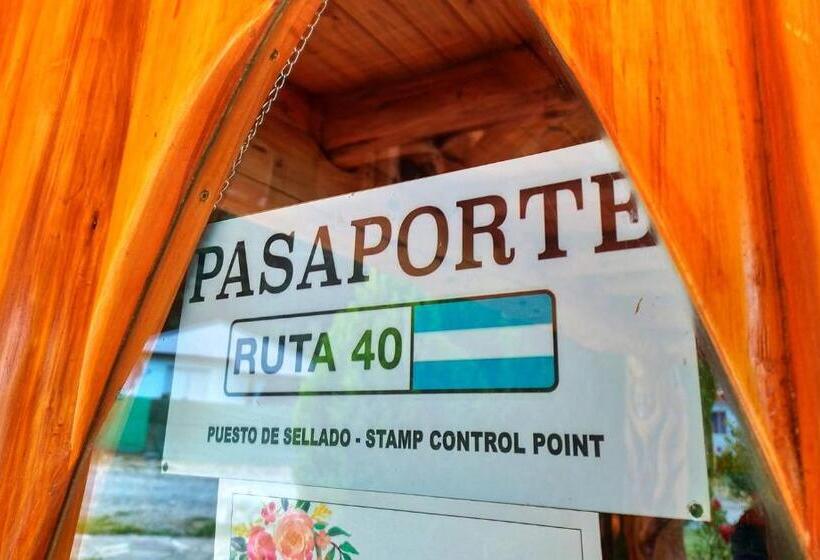 PASAPORTE
RUTA 40
PUESTO DE SELLADO - STAMP CONTROL POINT